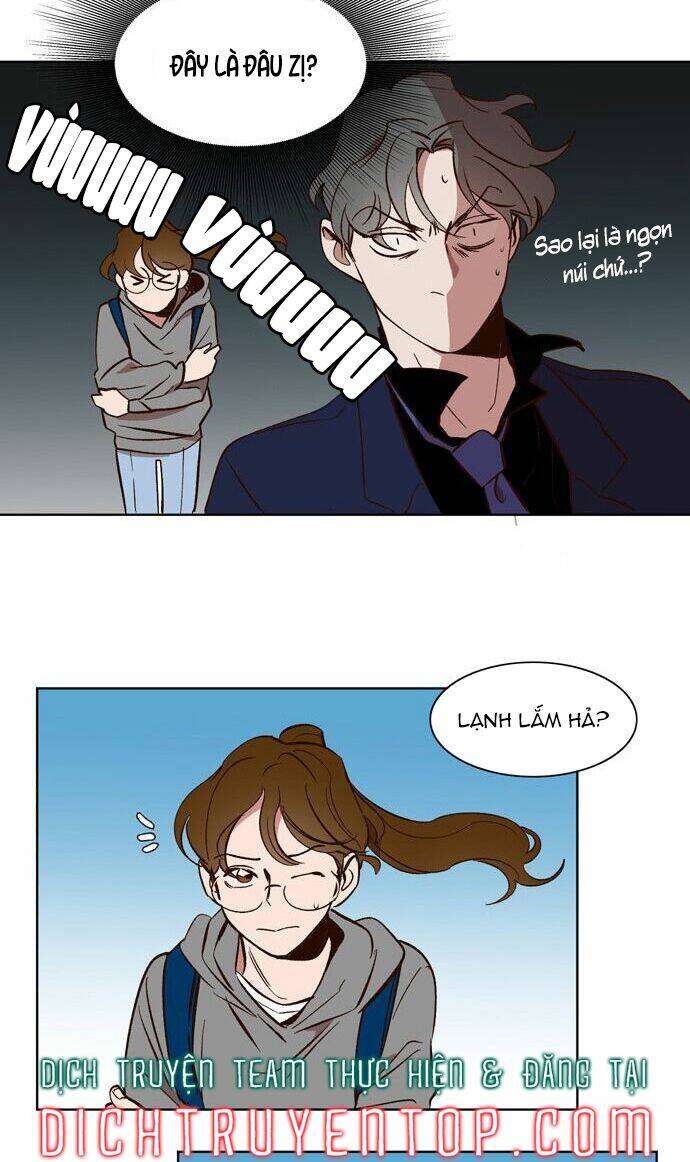 ĐÂY LÀ ĐÂU ZỊ?
VÙUUUUU VÙUUUUU
Sao lại là ngọn
núi chứ...?
LẠNH LẮM HẢ?
DỊCH TRUYỆN TEAM THỰC HIỆN & ĐĂNG TẠI
DICHTRUYENTOP.COM